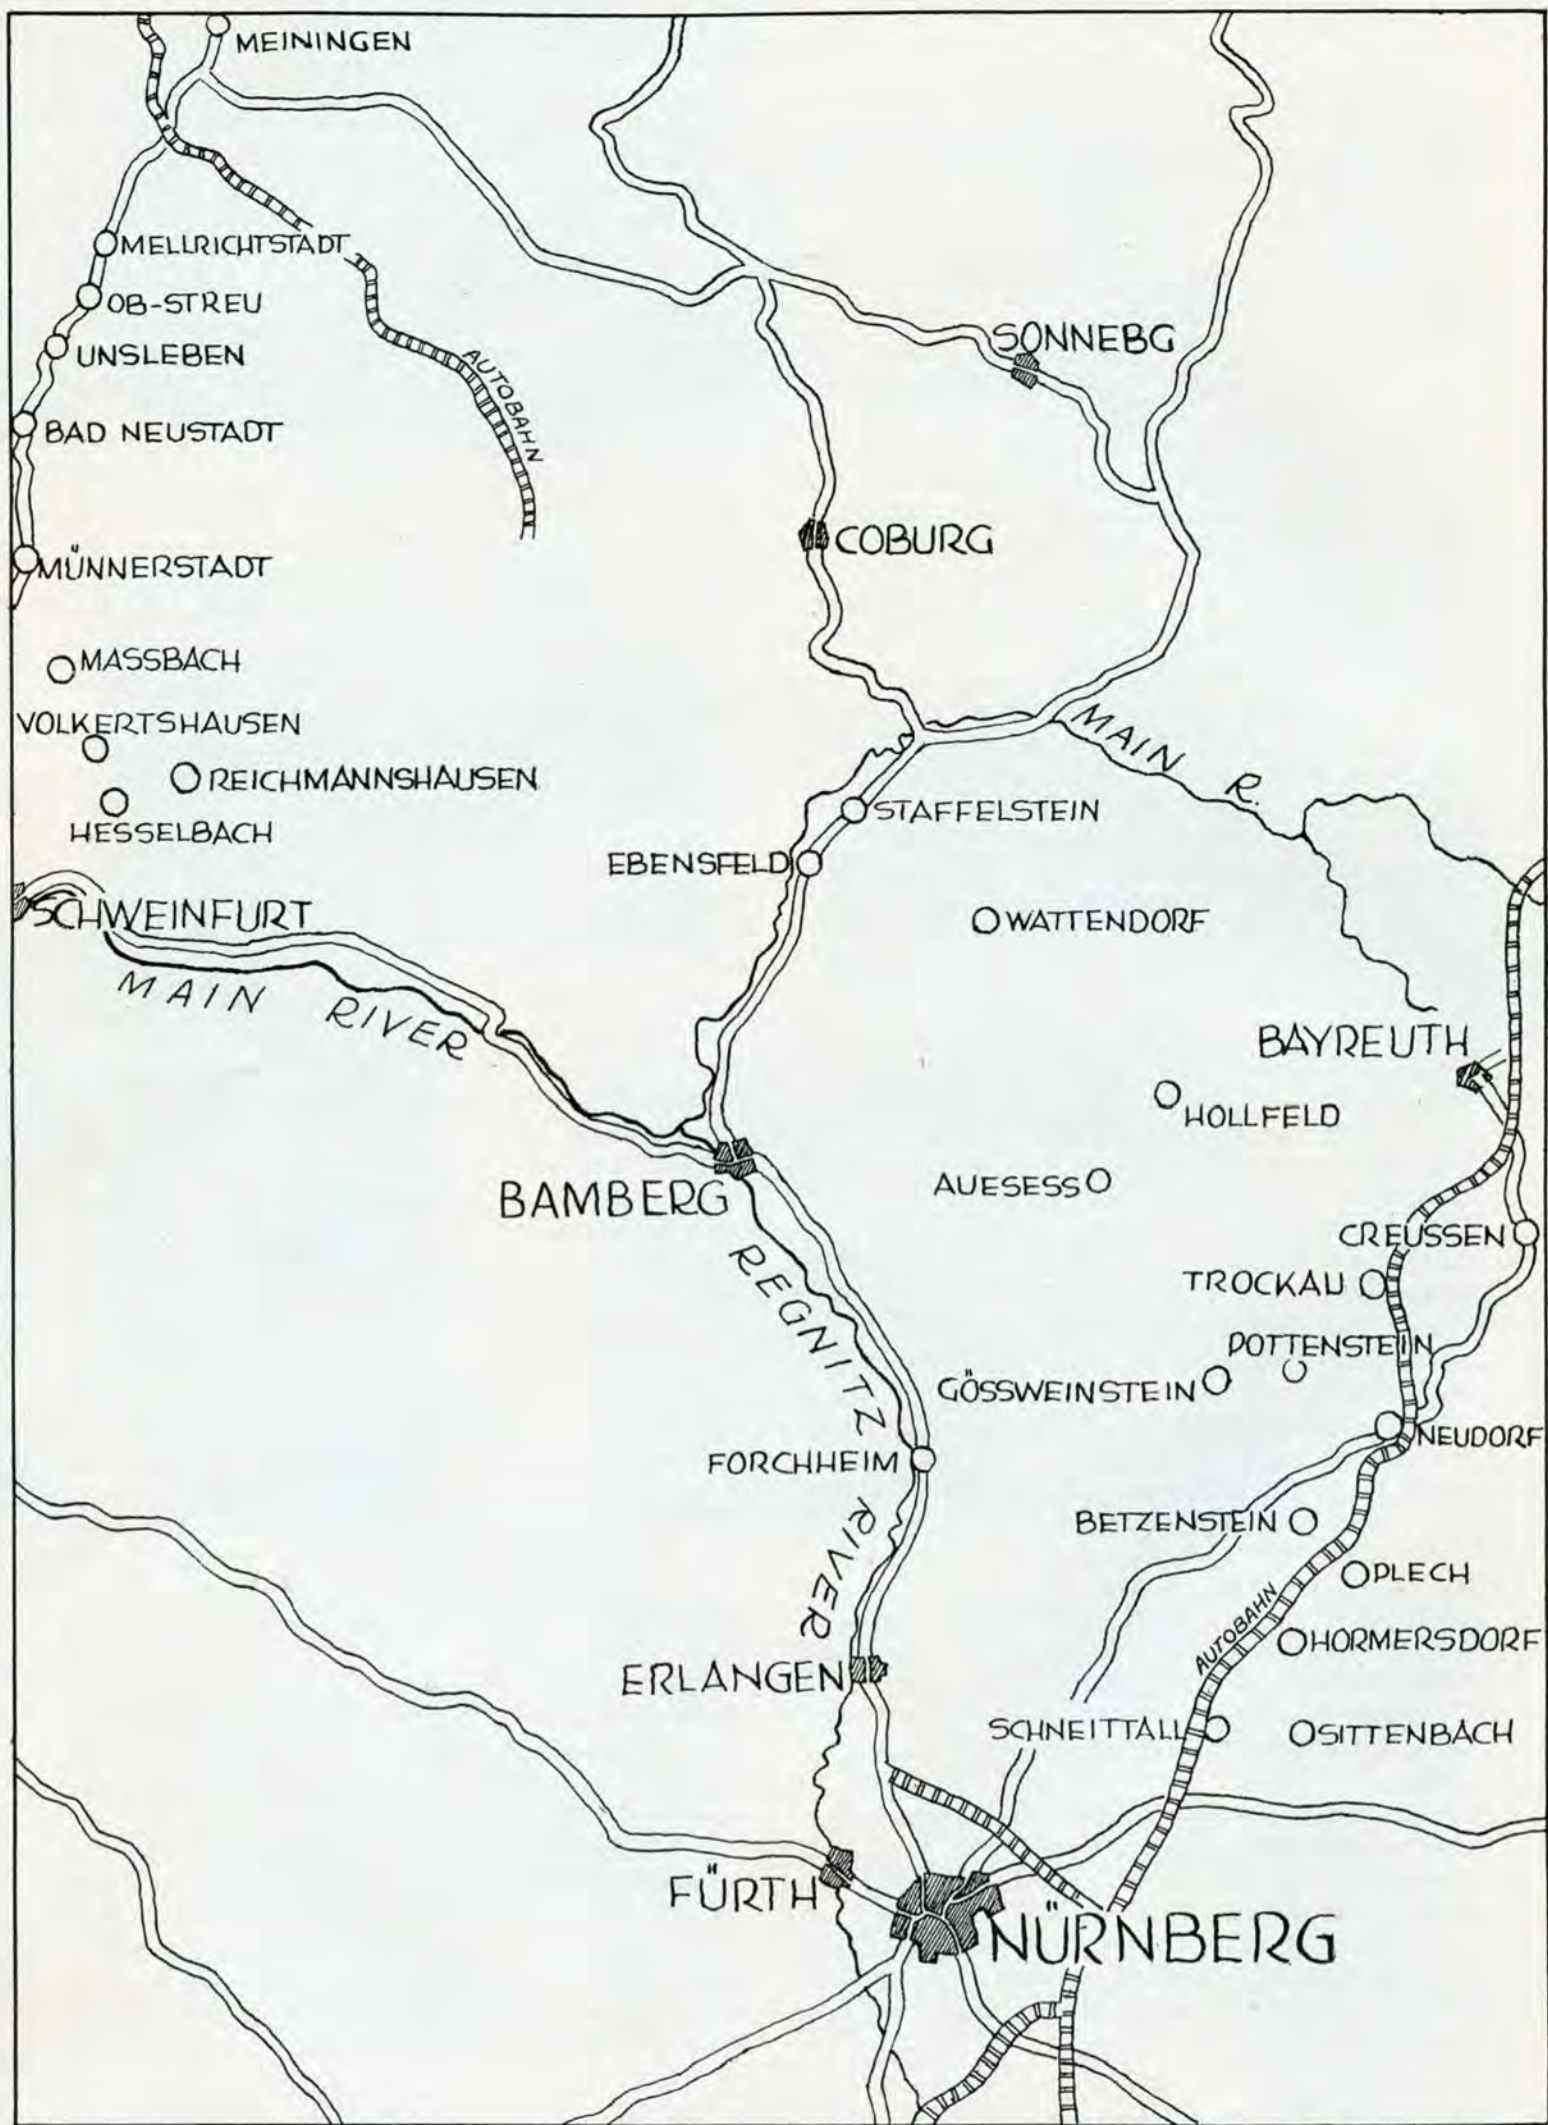 MEININGEN
MELLRICHTSTADT
OB-STREU
SONNEBG
UNSLEBEN
AUTOBAHN
BAD NEUSTADT
COBURG
MÜNNERSTADT
MASSBACH
VOLKERTSHAUSEN
MAIN R.
REICHMANNSHAUSEN
STAFFELSTEIN
HESSELBACH
EBENSFELD
SCHWEINFURT
WATTENDORF
MAIN RIVER
BAYREUTH
HOLLFELD
AUESESS
BAMBERG
CREUSSEN
REGNITZ RIVER
TROCKAU
POTTENSTEIN
GÖSSWEINSTEIN
NEUDORF
FORCHHEIM
BETZENSTEIN
PLECH
AUTOBAHN
HORMERSDORF
ERLANGEN
SCHNEITTALL
SITTENBACH
FÜRTH
NÜRNBERG